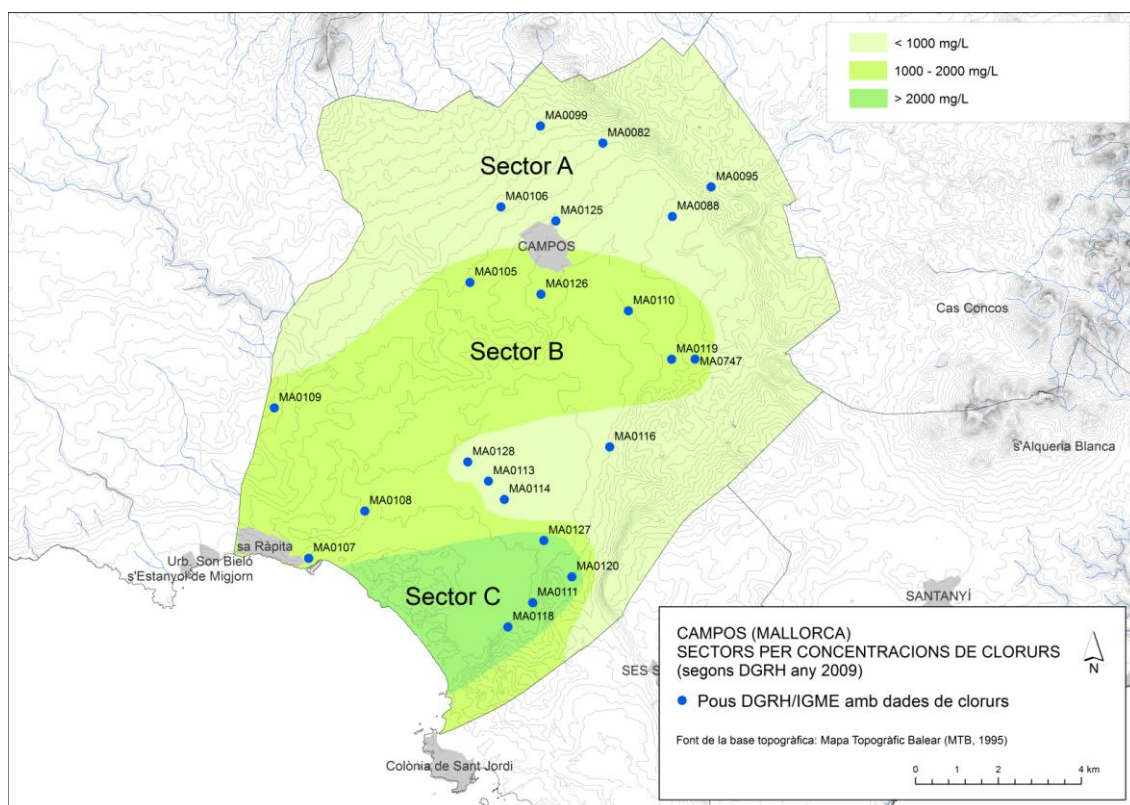 < 1000 mg/L
1000 - 2000 mg/L
> 2000 mg/L
MA0099
MA0082
Sector A
MA0095
MA0106
MA0125
MA0088
CAMPOS
MA0105
MA0126
MA0110
Cas Concos
Sector B
MA0119
MA0747
MA0109
MA0116
s'Alqueria Blanca
MA0128
MA0113
MA0114
MA0108
MA0127
sa Ràpita
MA0107
Urb. Son Bieló
s'Estanyol de Migjorn
MA0120
Sector C
MA0111
SANTANYÍ
MA0118
CAMPOS (MALLORCA)
SECTORS PER CONCENTRACIONS DE CLORURS
(segons DGRH any 2009)
N
SES
Pous DGRH/IGME amb dades de clorurs
Font de la base topogràfica: Mapa Topogràfic Balear (MTB, 1995)
Colònia de Sant Jordi
0 1 2 4 km